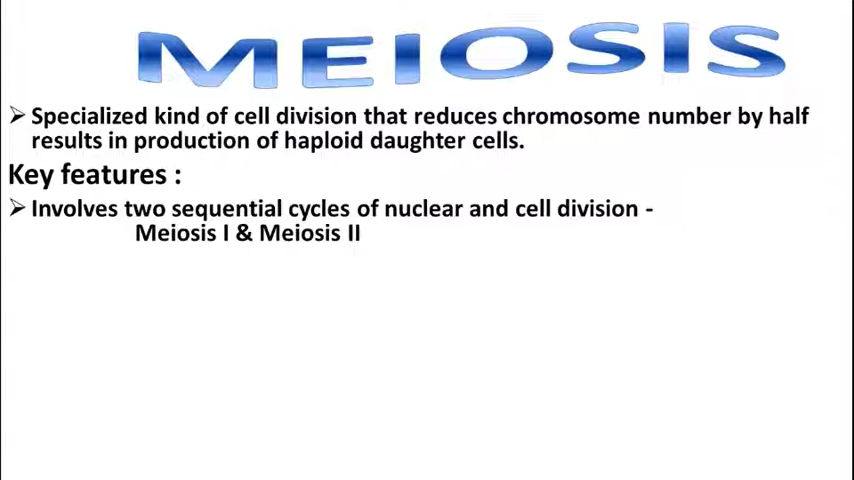 MEIOSIS
➢ Specialized kind of cell division that reduces chromosome number by half
results in production of haploid daughter cells.
Key features :
➢ Involves two sequential cycles of nuclear and cell division -
Meiosis I & Meiosis II